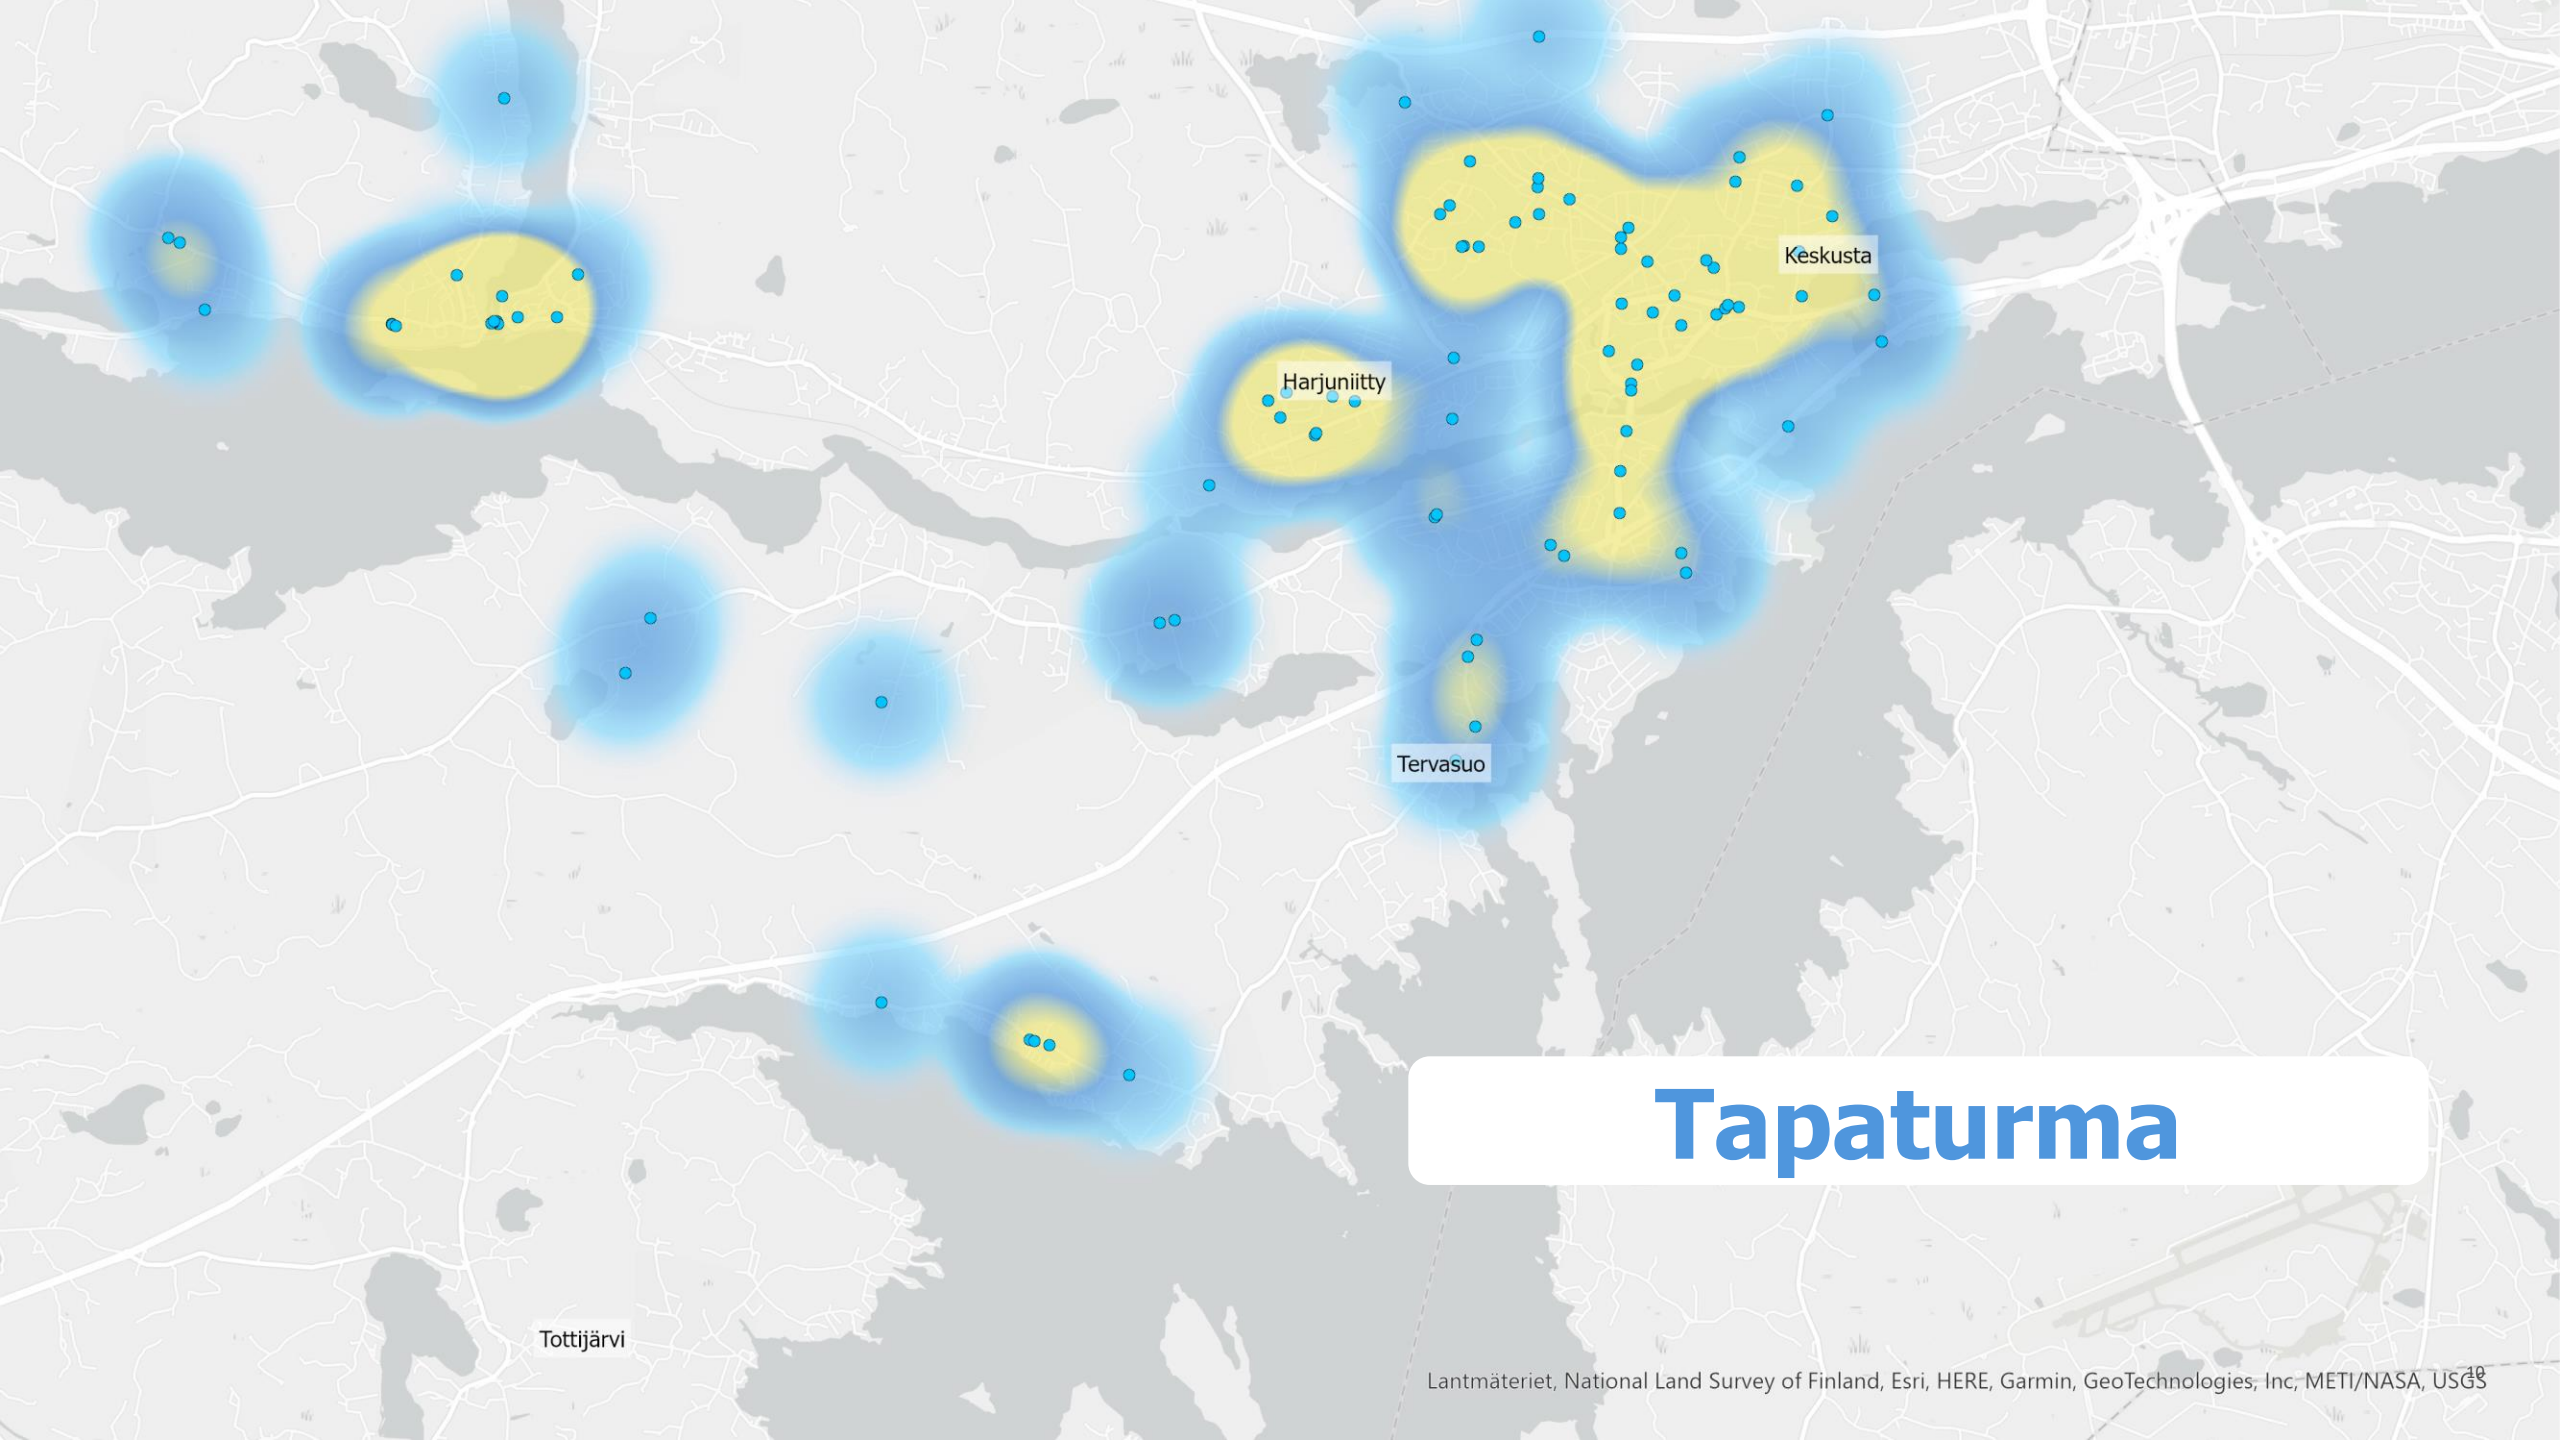 Keskusta
Harjuniitty
Tervasuo
Tapaturma
Tottijärvi
10
Lantmäteriet, National Land Survey of Finland, Esri, HERE, Garmin, GeoTechnologies, Inc, METI/NASA, USGS